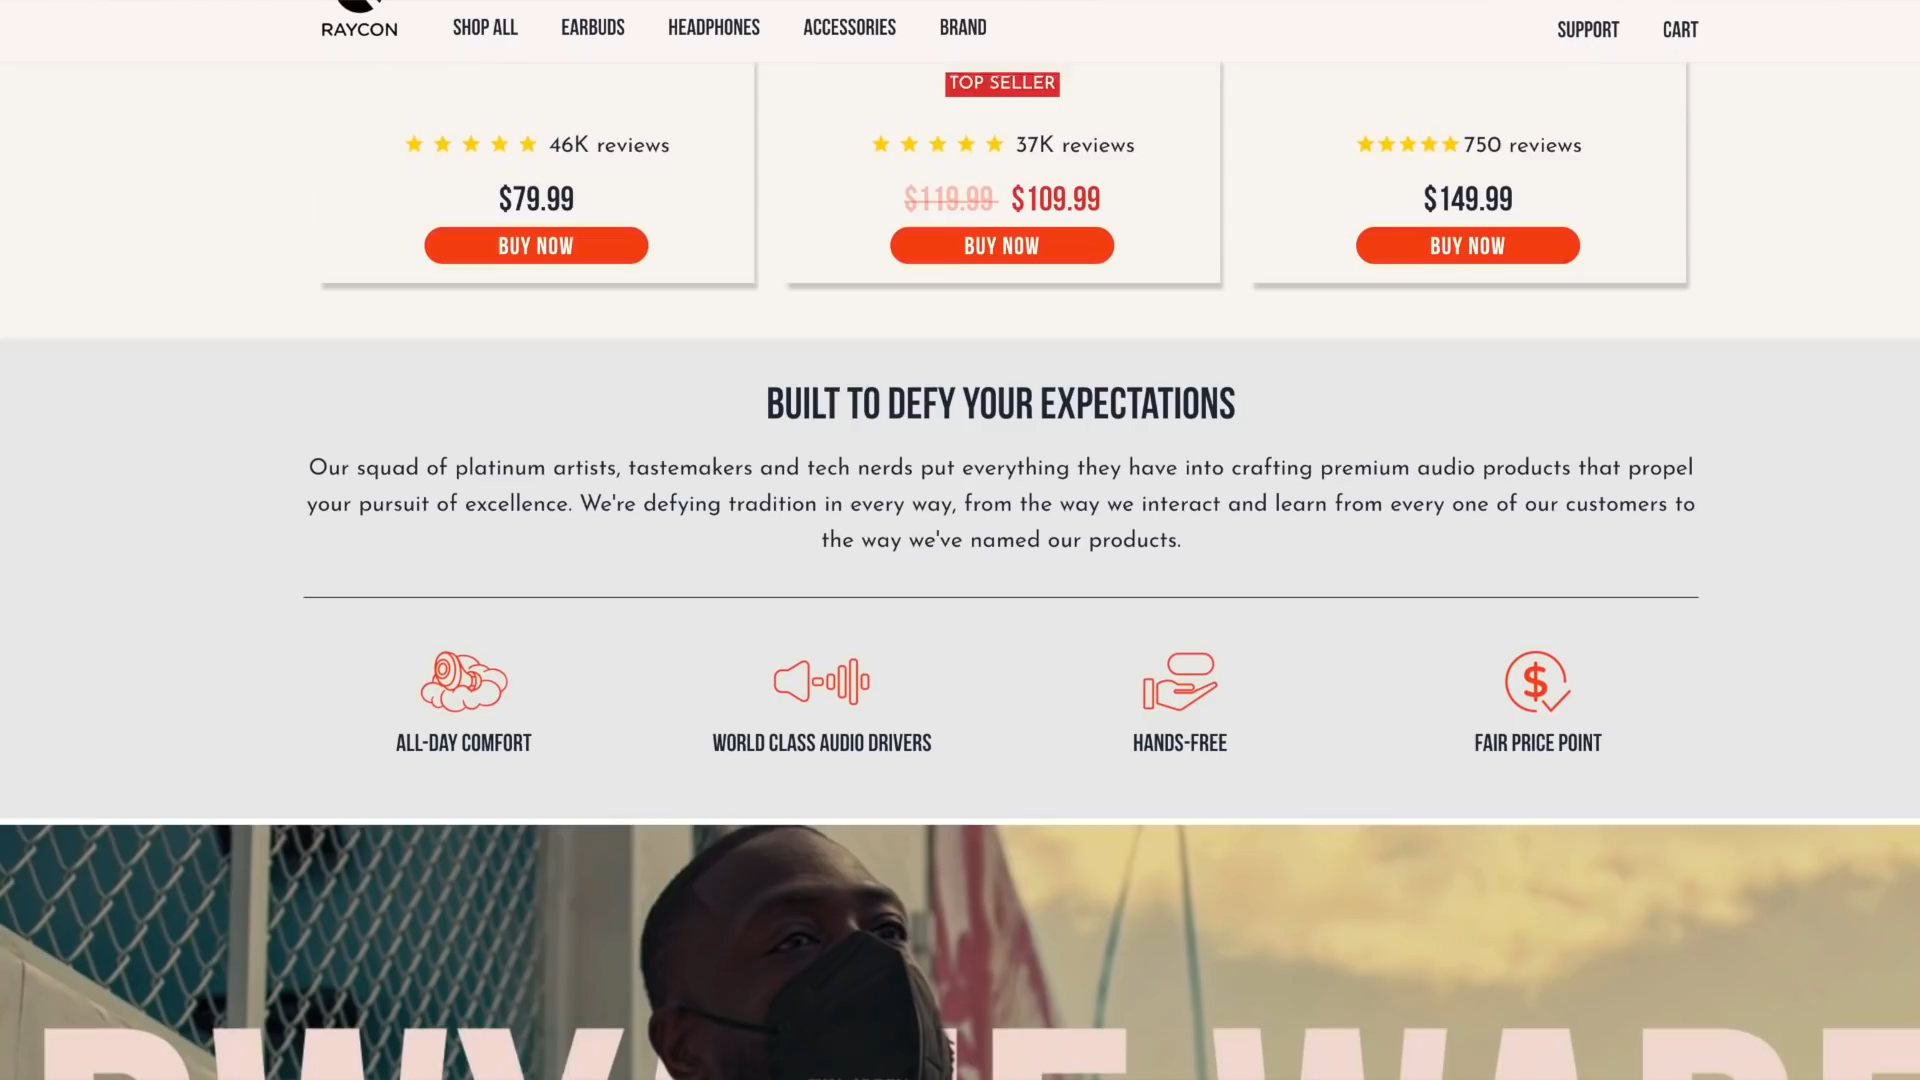 RAYCON
SHOP ALL
EARBUDS
HEADPHONES
ACCESSORIES
BRAND
SUPPORT
CART
TOP SELLER
46K reviews
37K reviews
750 reviews
$79.99
$119.99 $109.99
$149.99
BUY NOW
BUY NOW
BUY NOW
BUILT TO DEFY YOUR EXPECTATIONS
Our squad of platinum artists, tastemakers and tech nerds put everything they have into crafting premium audio products that propel
your pursuit of excellence. We're defying tradition in every way, from the way we interact and learn from every one of our customers to
the way we've named our products.
ALL-DAY COMFORT
WORLD CLASS AUDIO DRIVERS
HANDS-FREE
FAIR PRICE POINT